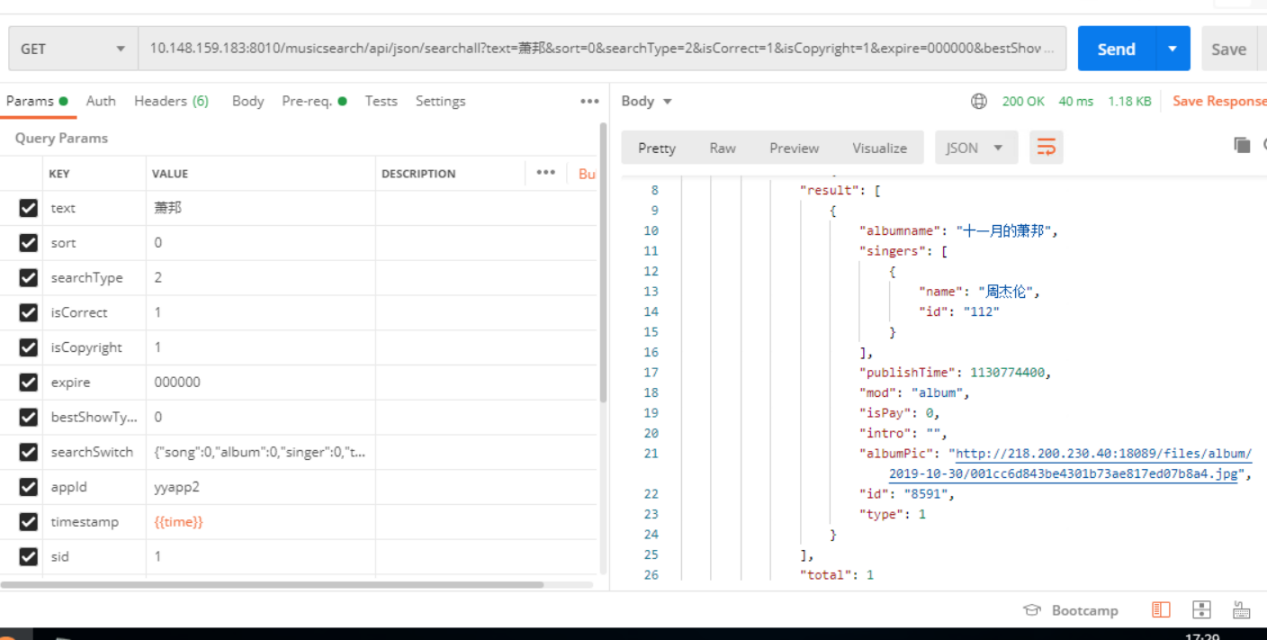 GET 10.148.159.183:8010/musicsearch/api/json/searchall?text=萧邦&sort=0&searchType=2&isCorrect=1&isCopyright=1&expire=000000&bestShow... Send Save
Params Auth Headers (6) Body Pre-req. Tests Settings •••
Query Params
KEY VALUE DESCRIPTION ••• Bu
text 萧邦
sort 0
searchType 2
isCorrect 1
isCopyright 1
expire 000000
bestShowTy... 0
searchSwitch {"song":0,"album":0,"singer":0,"t...
appId yyapp2
timestamp {{time}}
sid 1
Body 200 OK 40 ms 1.18 KB Save Response
Pretty Raw Preview Visualize JSON
8 "result": [
9 {
10 "albumname": "十一月的萧邦",
11 "singers": [
12 {
13 "name": "周杰伦",
14 "id": "112"
15 }
16 ],
17 "publishTime": 1130774400,
18 "mod": "album",
19 "isPay": 0,
20 "intro": "",
21 "albumPic": "http://218.200.230.40:18089/files/album/
2019-10-30/001cc6d843be4301b73ae817ed07b8a4.jpg",
22 "id": "8591",
23 "type": 1
24 }
25 ],
26 "total": 1
Bootcamp
17:29